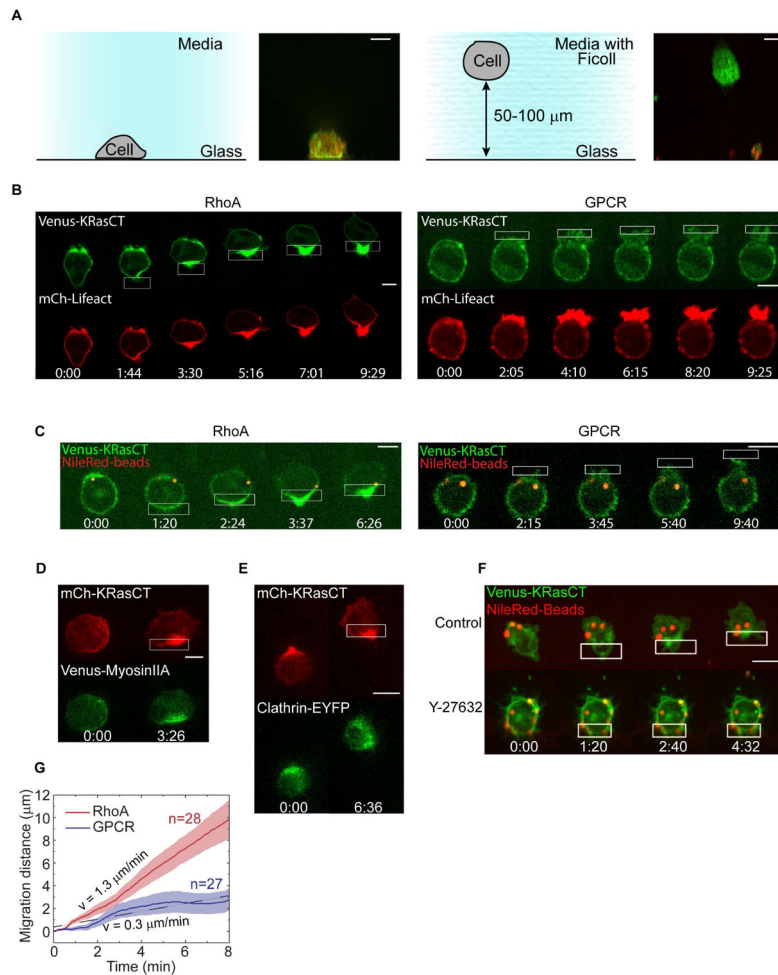 A
Media
Cell
Glass
Media with
Ficoll
Cell
50-100 μm
Glass
B
RhoA
GPCR
Venus-KRasCT
Venus-KRasCT
mCh-Lifeact
mCh-Lifeact
0:00 1:44 3:30 5:16 7:01 9:29
0:00 2:05 4:10 6:15 8:20 9:25
C
RhoA
GPCR
Venus-KRasCT
NileRed-beads
Venus-KRasCT
NileRed-beads
0:00 1:20 2:24 3:37 6:26
0:00 2:15 3:45 5:40 9:40
D
mCh-KRasCT
Venus-MyosinIIA
0:00 3:26
E
mCh-KRasCT
Clathrin-EYFP
0:00 6:36
F
Venus-KRasCT
NileRed-Beads
Control
Y-27632
0:00 1:20 2:40 4:32
G
Migration distance (μm)
12
10
8
6
4
2
0
RhoA
GPCR
n=28
n=27
v = 1.3 μm/min
v = 0.3 μm/min
0 2 4 6 8
Time (min)